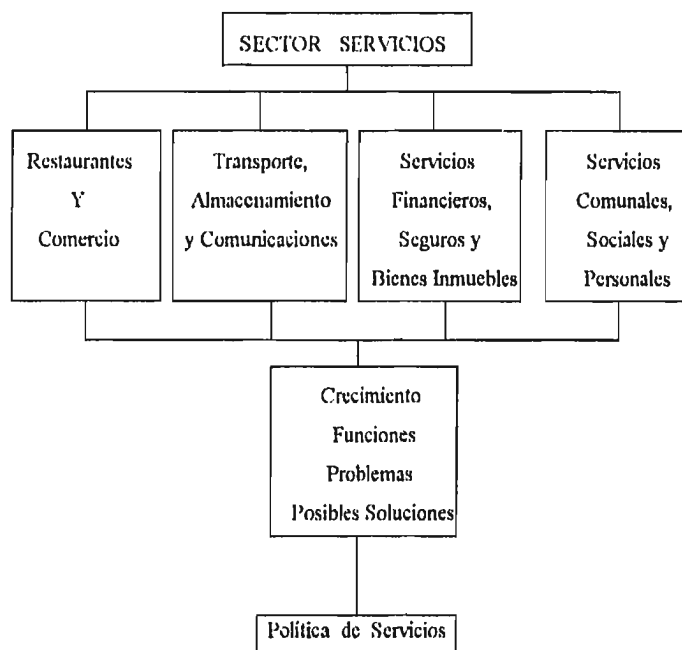 SECTOR SERVICIOS
Restaurantes
Y
Comercio
Transporte,
Almacenamiento
y Comunicaciones
Servicios
Financieros,
Seguros y
Bienes Inmuebles
Servicios
Comunales,
Sociales y
Personales
Crecimiento
Funciones
Problemas
Posibles Soluciones
Política de Servicios